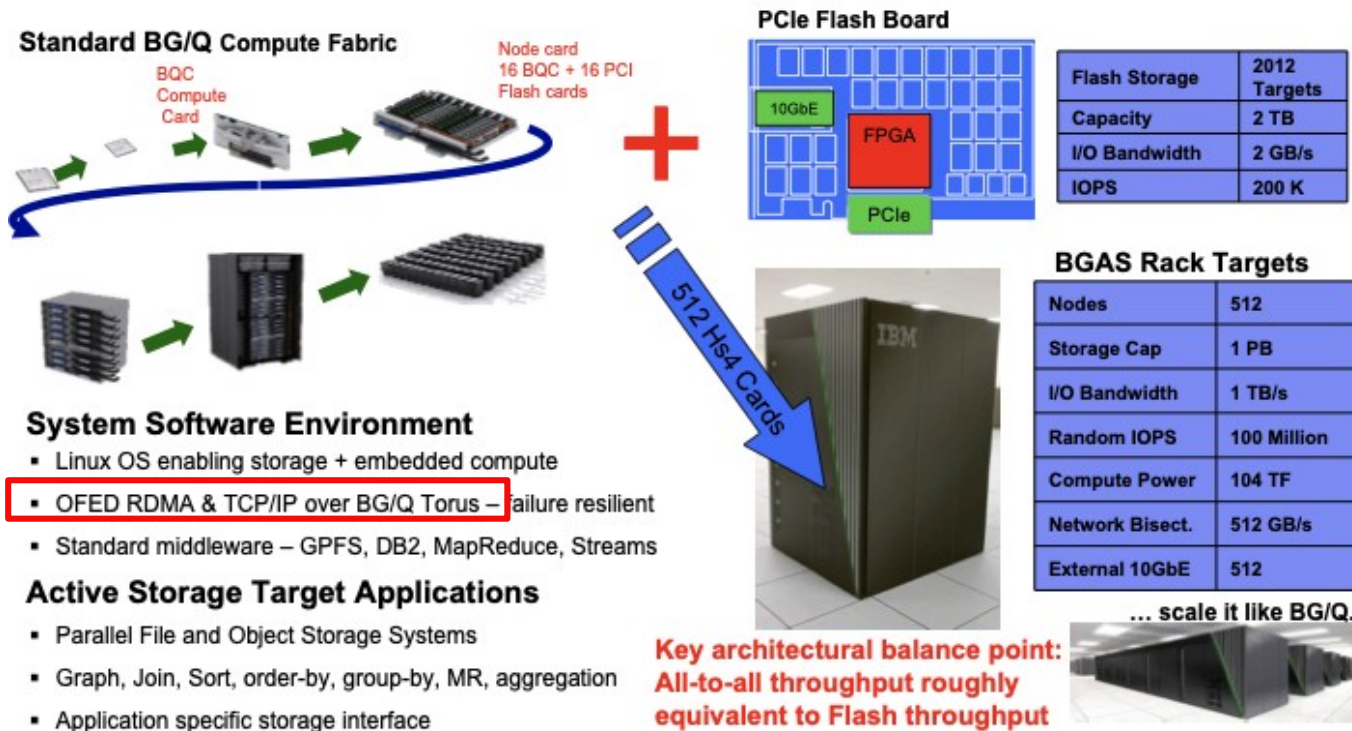 Standard BG/Q Compute Fabric
BQC
Compute
Card
Node card
16 BQC + 16 PCI
Flash cards
PCIe Flash Board
10GbE
FPGA
PCIe
Flash Storage 2012 Targets
Capacity 2 TB
I/O Bandwidth 2 GB/s
IOPS 200 K
512 Hs4 Cards
IBM
BGAS Rack Targets
Nodes 512
Storage Cap 1 PB
I/O Bandwidth 1 TB/s
Random IOPS 100 Million
Compute Power 104 TF
Network Bisect. 512 GB/s
External 10GbE 512
... scale it like BG/Q.
System Software Environment
▪ Linux OS enabling storage + embedded compute
▪ OFED RDMA & TCP/IP over BG/Q Torus – failure resilient
▪ Standard middleware – GPFS, DB2, MapReduce, Streams
Active Storage Target Applications
▪ Parallel File and Object Storage Systems
▪ Graph, Join, Sort, order-by, group-by, MR, aggregation
▪ Application specific storage interface
Key architectural balance point:
All-to-all throughput roughly
equivalent to Flash throughput